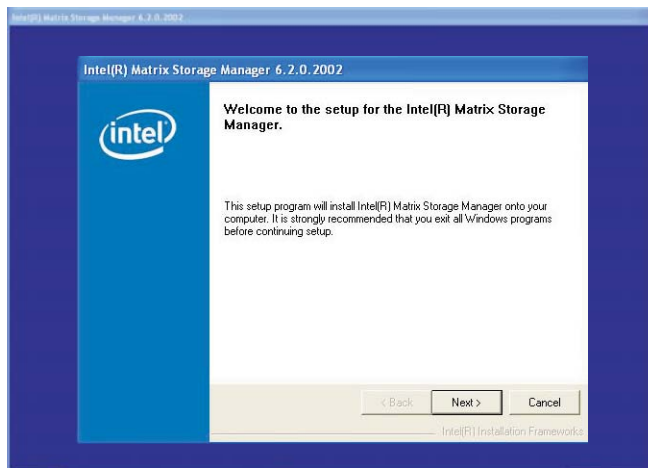 Intel(R) Matrix Storage Manager 6.2.0.2002
Intel(R) Matrix Storage Manager 6.2.0.2002
intel
Welcome to the setup for the Intel(R) Matrix Storage
Manager.
This setup program will install Intel(R) Matrix Storage Manager onto your
computer. It is strongly recommended that you exit all Windows programs
before continuing setup.
< Back
Next >
Cancel
Intel(R) Installation Frameworks